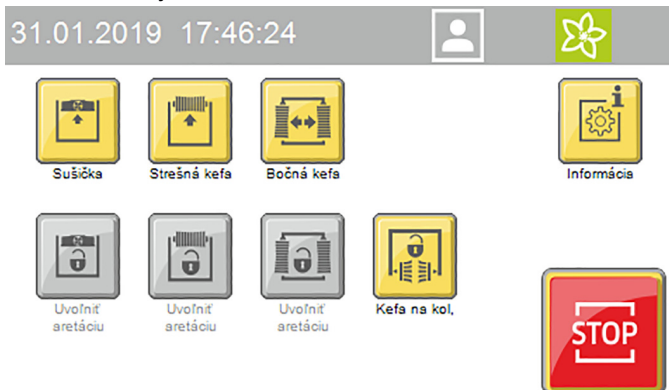 31.01.2019 17:46:24
Sušička
Strešná kefa
Bočná kefa
i
Informácia
Uvoľniť
aretáciu
Uvoľniť
aretáciu
Uvoľniť
aretáciu
Kefa na kol,
STOP